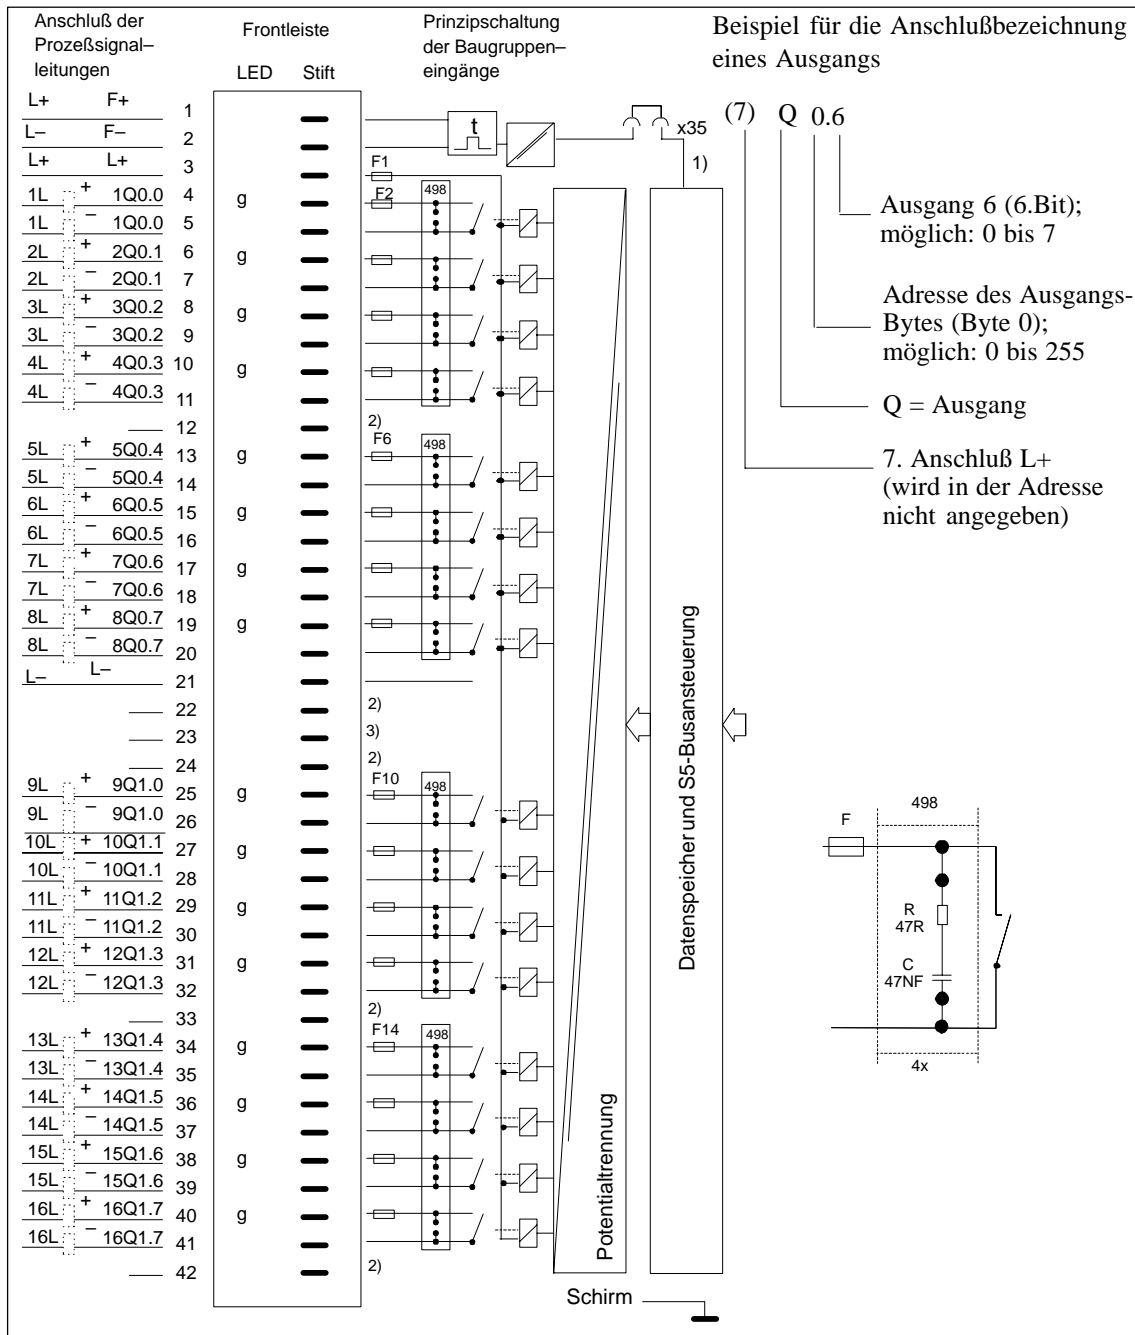 Anschluß der
Prozeßsignal–
leitungen
Frontleiste
LED Stift
Prinzipschaltung
der Baugruppen–
eingänge
Beispiel für die Anschlußbezeichnung
eines Ausgangs
L+ F+ 1
L– F– 2
L+ L+ 3
1L + 1Q0.0 4 g
1L – 1Q0.0 5
2L + 2Q0.1 6 g
2L – 2Q0.1 7
3L + 3Q0.2 8 g
3L – 3Q0.2 9
4L + 4Q0.3 10 g
4L – 4Q0.3 11
12 2)
5L + 5Q0.4 13 g
5L – 5Q0.4 14
6L + 6Q0.5 15 g
6L – 6Q0.5 16
7L + 7Q0.6 17 g
7L – 7Q0.6 18
8L + 8Q0.7 19 g
8L – 8Q0.7 20
L– L– 21
22 2)
23 3)
24 2)
9L + 9Q1.0 25 g
9L – 9Q1.0 26
10L + 10Q1.1 27 g
10L – 10Q1.1 28
11L + 11Q1.2 29 g
11L – 11Q1.2 30
12L + 12Q1.3 31 g
12L – 12Q1.3 32
33 2)
13L + 13Q1.4 34 g
13L – 13Q1.4 35
14L + 14Q1.5 36 g
14L – 14Q1.5 37
15L + 15Q1.6 38 g
15L – 15Q1.6 39
16L + 16Q1.7 40 g
16L – 16Q1.7 41
42 2)
t
x35
1)
F1
F2 498
F6 498
F10 498
F14 498
Potentialtrennung
Datenspeicher und S5-Busansteuerung
Schirm
(7) Q 0.6
Ausgang 6 (6.Bit);
möglich: 0 bis 7
Adresse des Ausgangs-
Bytes (Byte 0);
möglich: 0 bis 255
Q = Ausgang
7. Anschluß L+
(wird in der Adresse
nicht angegeben)
498
F
R
47R
C
47NF
4x